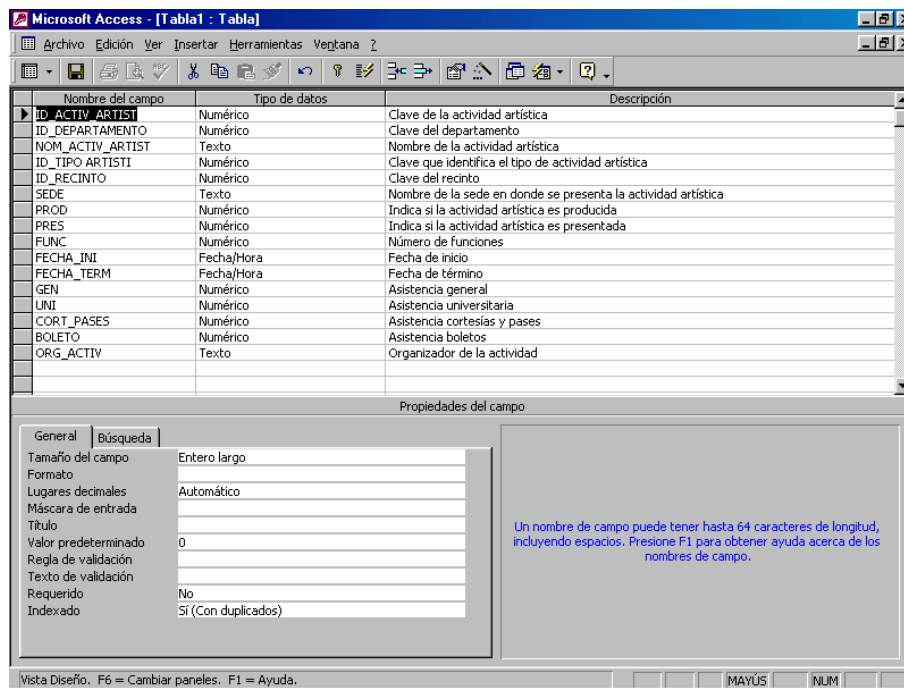 Microsoft Access - [Tabla1 : Tabla]
Archivo Edición Ver Insertar Herramientas Ventana ?
Nombre del campo Tipo de datos Descripción
ID_ACTIV_ARTIST Numérico Clave de la actividad artística
ID_DEPARTAMENTO Numérico Clave del departamento
NOM_ACTIV_ARTIST Texto Nombre de la actividad artística
ID_TIPO ARTISTI Numérico Clave que identifica el tipo de actividad artística
ID_RECINTO Numérico Clave del recinto
SEDE Texto Nombre de la sede en donde se presenta la actividad artística
PROD Numérico Indica si la actividad artística es producida
PRES Numérico Indica si la actividad artística es presentada
FUNC Numérico Número de funciones
FECHA_INI Fecha/Hora Fecha de inicio
FECHA_TERM Fecha/Hora Fecha de término
GEN Numérico Asistencia general
UNI Numérico Asistencia universitaria
CORT_PASES Numérico Asistencia cortesías y pases
BOLETO Numérico Asistencia boletos
ORG_ACTIV Texto Organizador de la actividad
Propiedades del campo
General Búsqueda
Tamaño del campo Entero largo
Formato
Lugares decimales Automático
Máscara de entrada
Título
Valor predeterminado 0
Regla de validación
Texto de validación
Requerido No
Indexado Sí (Con duplicados)
Un nombre de campo puede tener hasta 64 caracteres de longitud,
incluyendo espacios. Presione F1 para obtener ayuda acerca de los
nombres de campo.
Vista Diseño. F6 = Cambiar paneles. F1 = Ayuda. MAYÚS NUM